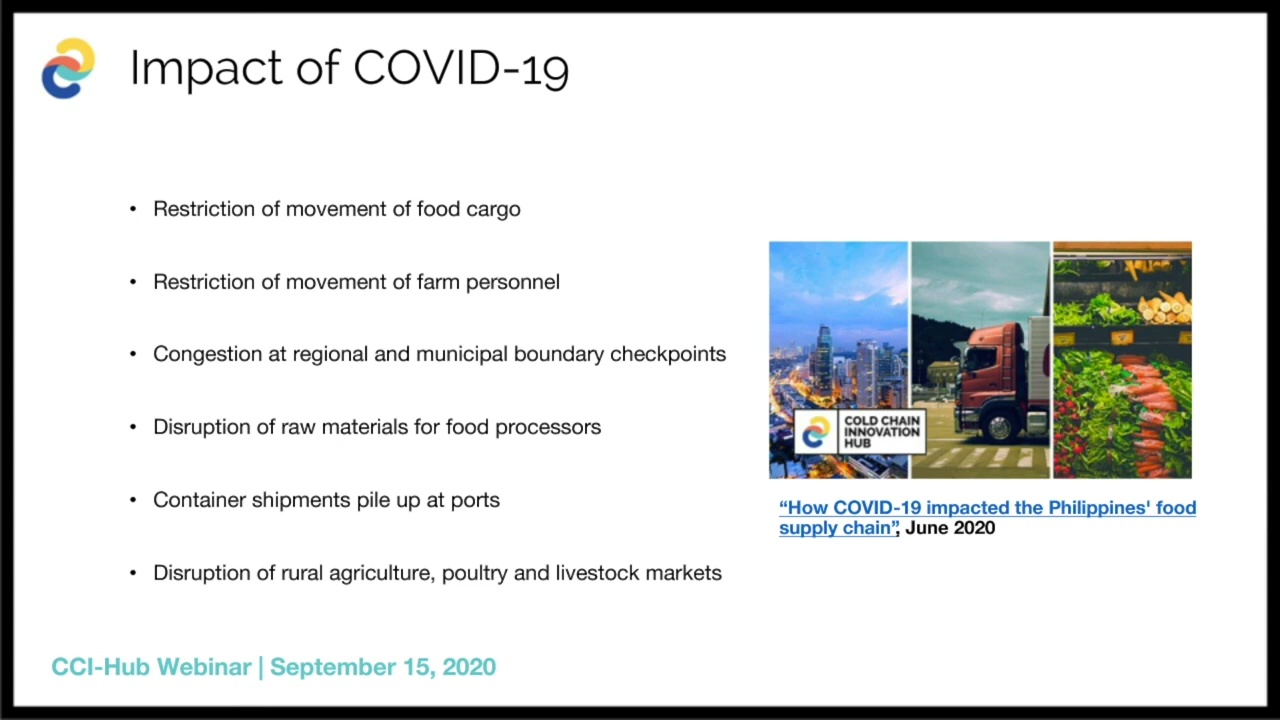 Impact of COVID-19
• Restriction of movement of food cargo
• Restriction of movement of farm personnel
• Congestion at regional and municipal boundary checkpoints
• Disruption of raw materials for food processors
• Container shipments pile up at ports
• Disruption of rural agriculture, poultry and livestock markets
COLD CHAIN
INNOVATION
HUB
“How COVID-19 impacted the Philippines' food
supply chain”, June 2020
CCI-Hub Webinar | September 15, 2020